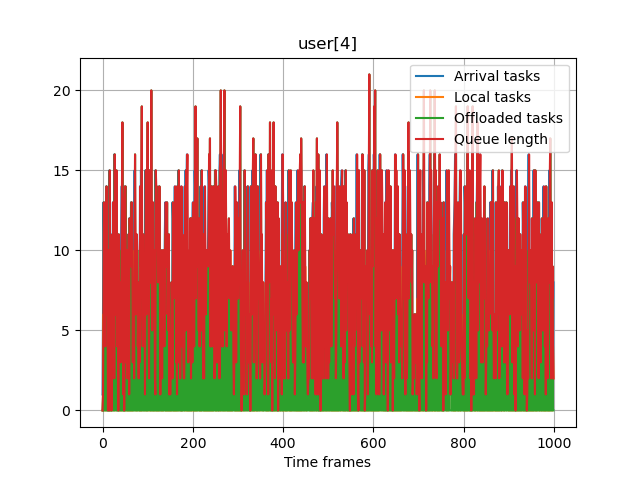 user[4]
Arrival tasks
Local tasks
Offloaded tasks
Queue length
20
15
10
5
0
0 200 400 600 800 1000
Time frames